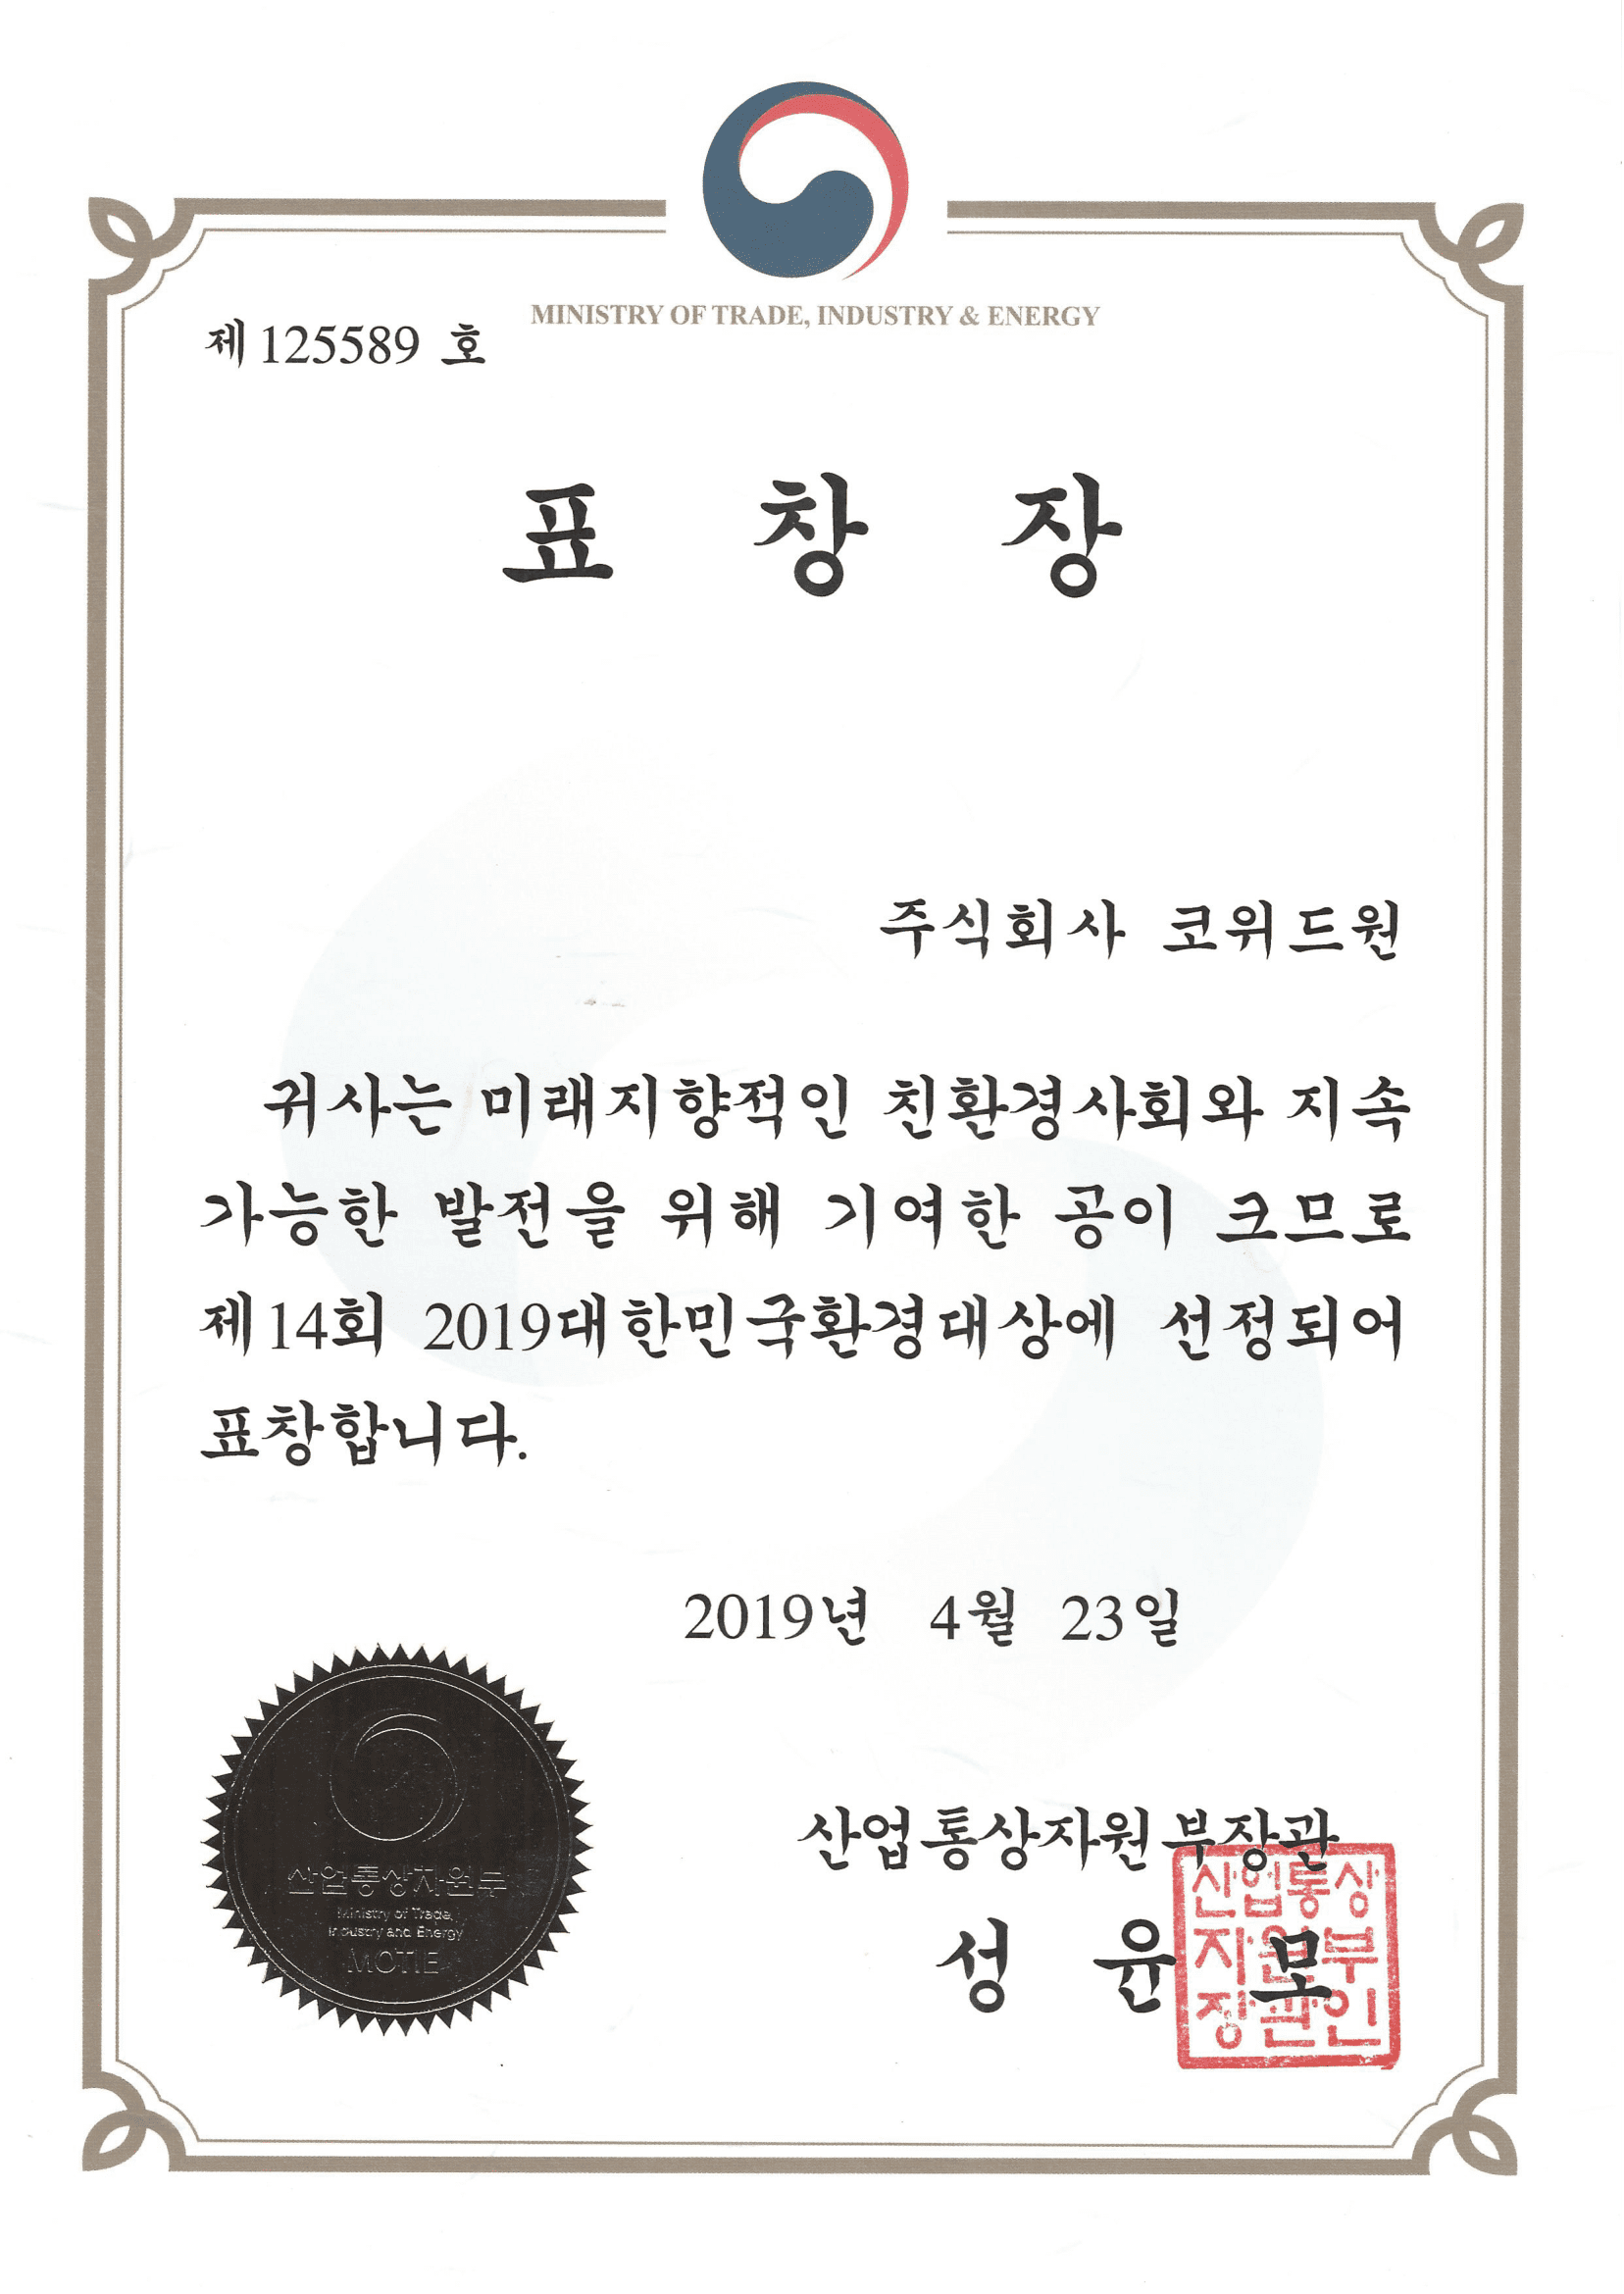 MINISTRY OF TRADE, INDUSTRY & ENERGY
제 125589 호
표 창 장
주식회사 코위드원
귀사는 미래지향적인 친환경사회와 지속
가능한 발전을 위해 기여한 공이 크므로
제14회 2019대한민국환경대상에 선정되어
표창합니다.
2019년 4월 23일
산업통상자원부장관
성 윤 모
산업통상
자원부
장관인
산업통상자원부
Ministry of Trade,
Industry and Energy
MOTIE